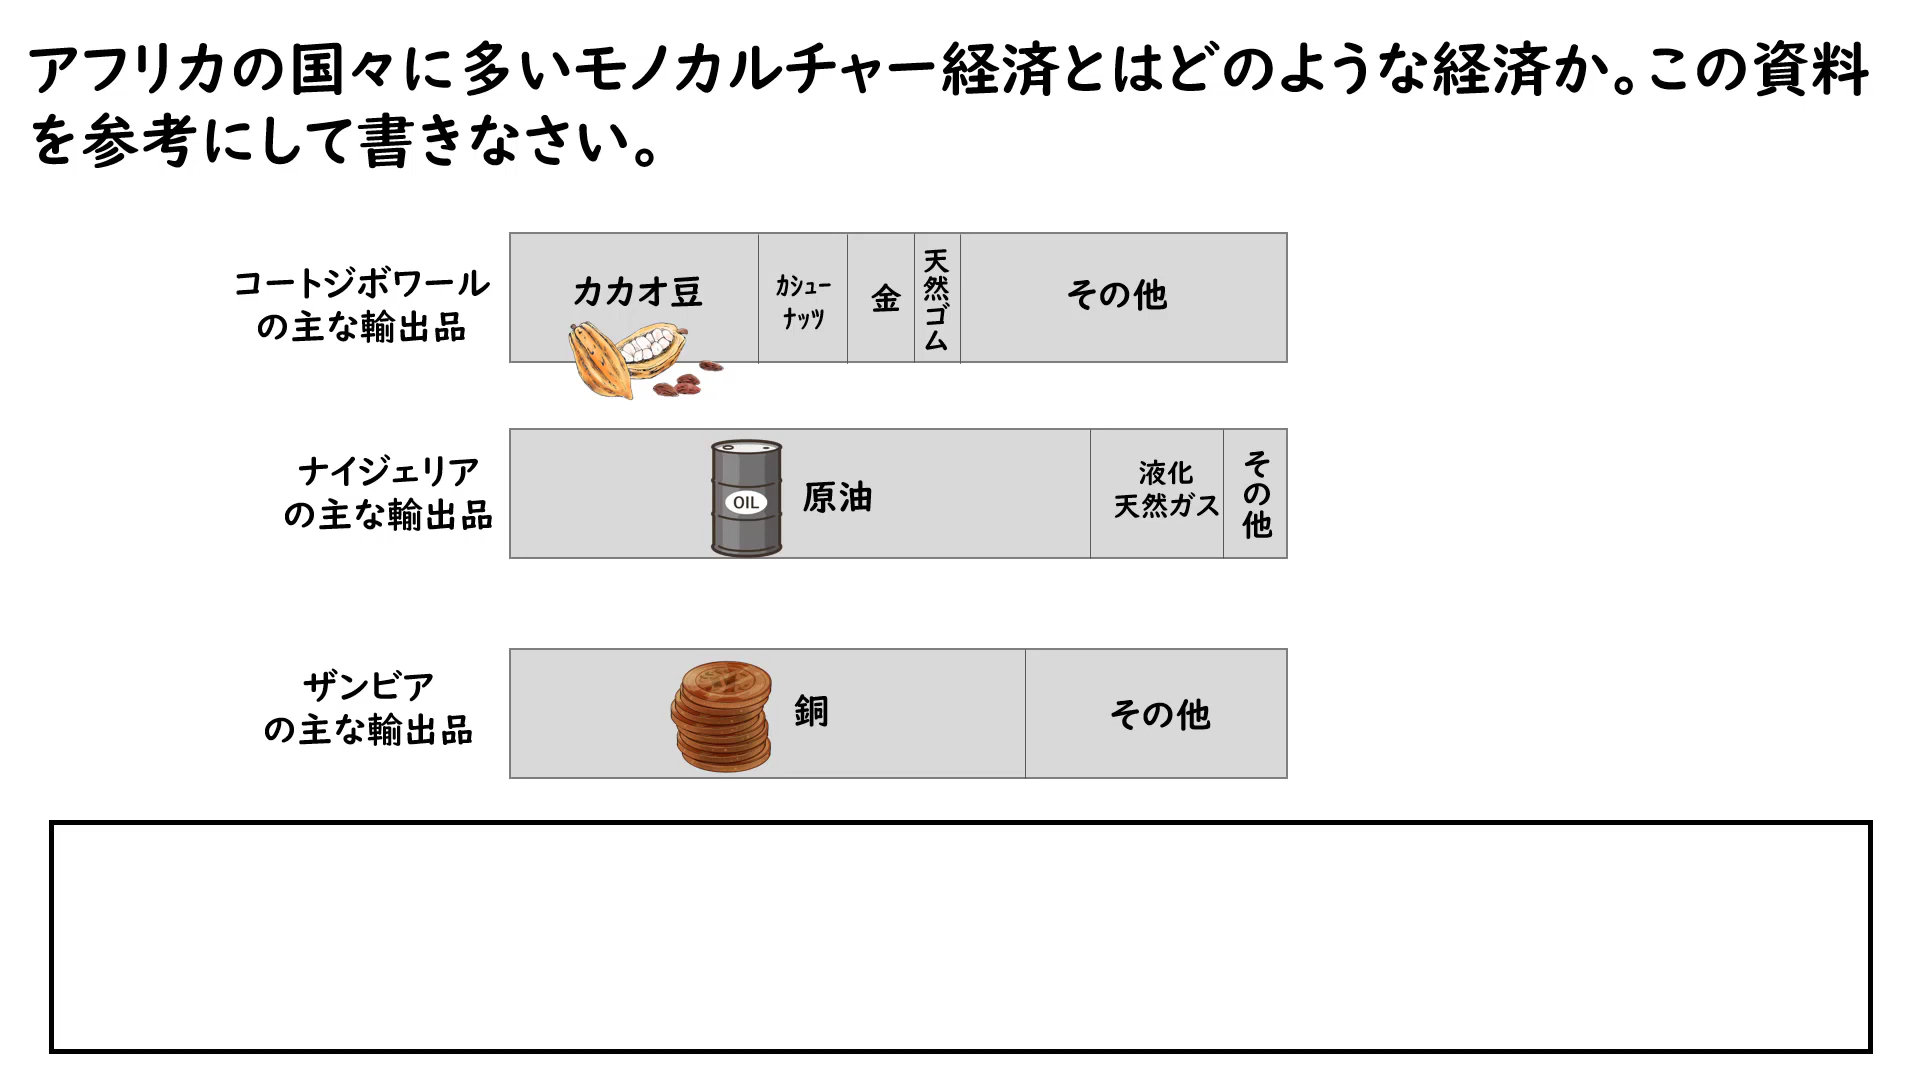 アフリカの国々に多いモノカルチャー経済とはどのような経済か。この資料
を参考にして書きなさい。
コートジボワール
の主な輸出品
カカオ豆
カシュー
ナッツ
金
天然ゴム
その他
ナイジェリア
の主な輸出品
OIL
原油
液化
天然ガス
その他
ザンビア
の主な輸出品
銅
その他